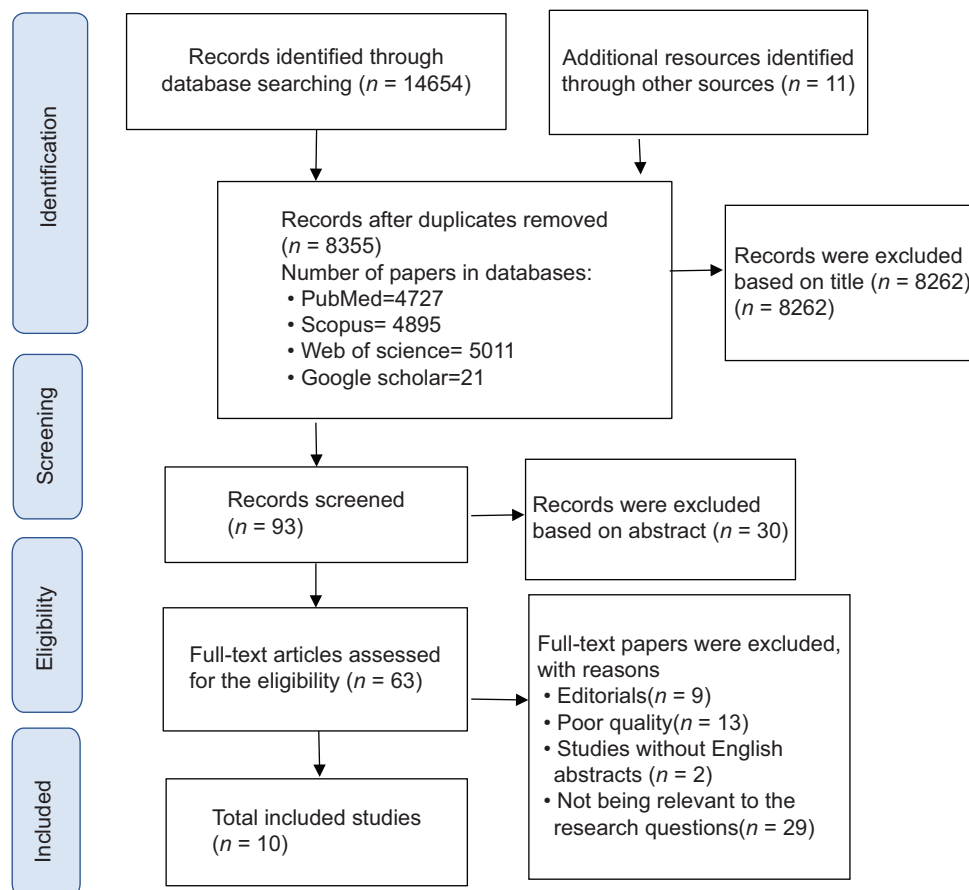 Identification
Records identified through
database searching (n = 14654)
Additional resources identified
through other sources (n = 11)
Records after duplicates removed
(n = 8355)
Number of papers in databases:
• PubMed=4727
• Scopus= 4895
• Web of science= 5011
• Google scholar=21
Records were excluded
based on title (n = 8262)
(n = 8262)
Screening
Records screened
(n = 93)
Records were excluded
based on abstract (n = 30)
Eligibility
Full-text articles assessed
for the eligibility (n = 63)
Full-text papers were excluded,
with reasons
• Editorials(n = 9)
• Poor quality(n = 13)
• Studies without English
abstracts (n = 2)
• Not being relevant to the
research questions(n = 29)
Included
Total included studies
(n = 10)